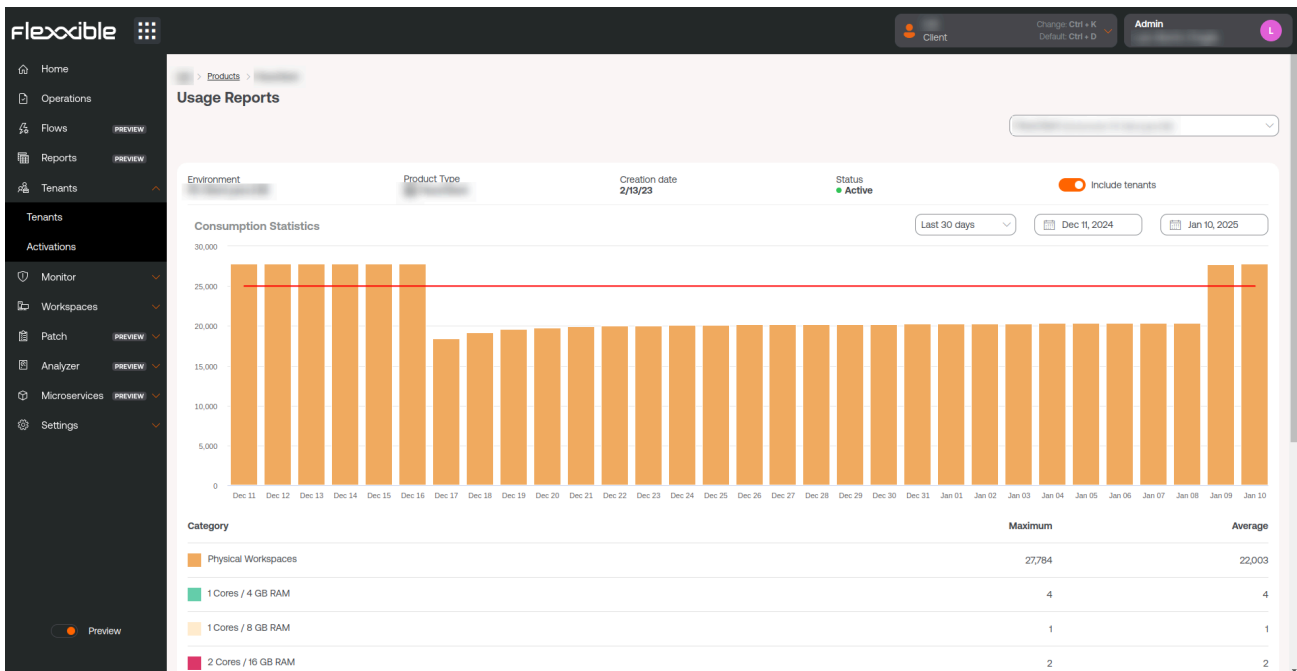 Flexxible
Client
Change: Ctrl + K
Default: Ctrl + D
Admin
L
Home
Operations
Flows PREVIEW
Reports PREVIEW
Tenants
Tenants
Activations
Monitor
Workspaces
Patch PREVIEW
Analyzer PREVIEW
Microservices PREVIEW
Settings
Preview
> Products >
Usage Reports
Environment
Product Type
Creation date
2/13/23
Status
Active
Include tenants
Consumption Statistics
Last 30 days
Dec 11, 2024
Jan 10, 2025
30,000
25,000
20,000
15,000
10,000
5,000
0
Dec 11 Dec 12 Dec 13 Dec 14 Dec 15 Dec 16 Dec 17 Dec 18 Dec 19 Dec 20 Dec 21 Dec 22 Dec 23 Dec 24 Dec 25 Dec 26 Dec 27 Dec 28 Dec 29 Dec 30 Dec 31 Jan 01 Jan 02 Jan 03 Jan 04 Jan 05 Jan 06 Jan 07 Jan 08 Jan 09 Jan 10
Category Maximum Average
Physical Workspaces 27,784 22,003
1 Cores / 4 GB RAM 4 4
1 Cores / 8 GB RAM 1 1
2 Cores / 16 GB RAM 2 2